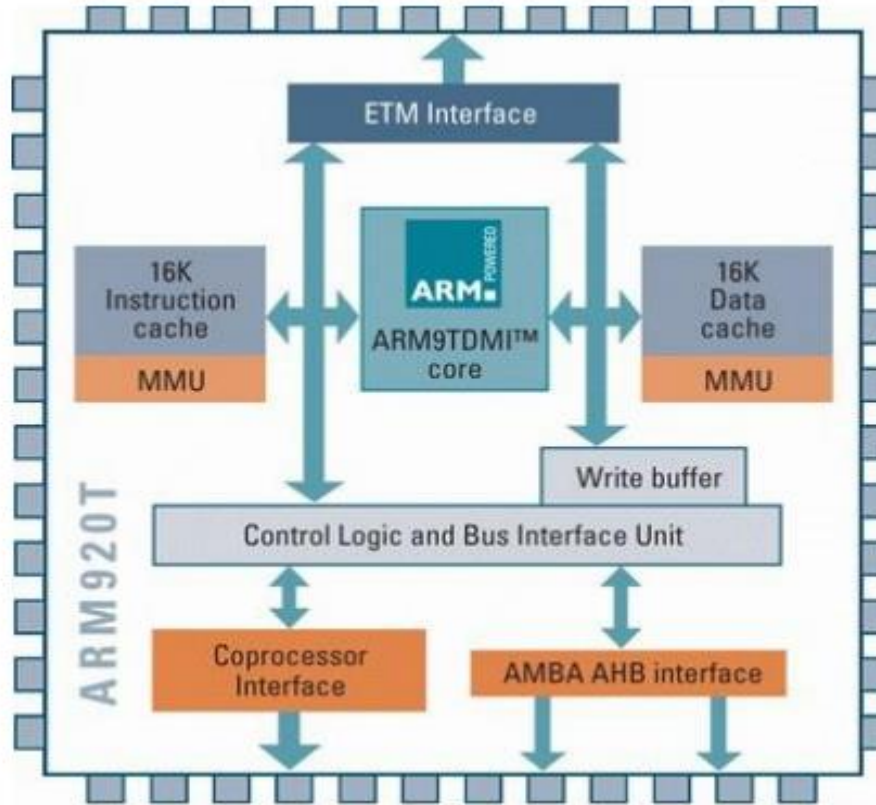 ETM Interface
16K
Instruction
cache
MMU
ARM POWERED
ARM9TDMI™
core
16K
Data
cache
MMU
Write buffer
Control Logic and Bus Interface Unit
Coprocessor
Interface
AMBA AHB interface
ARM920T